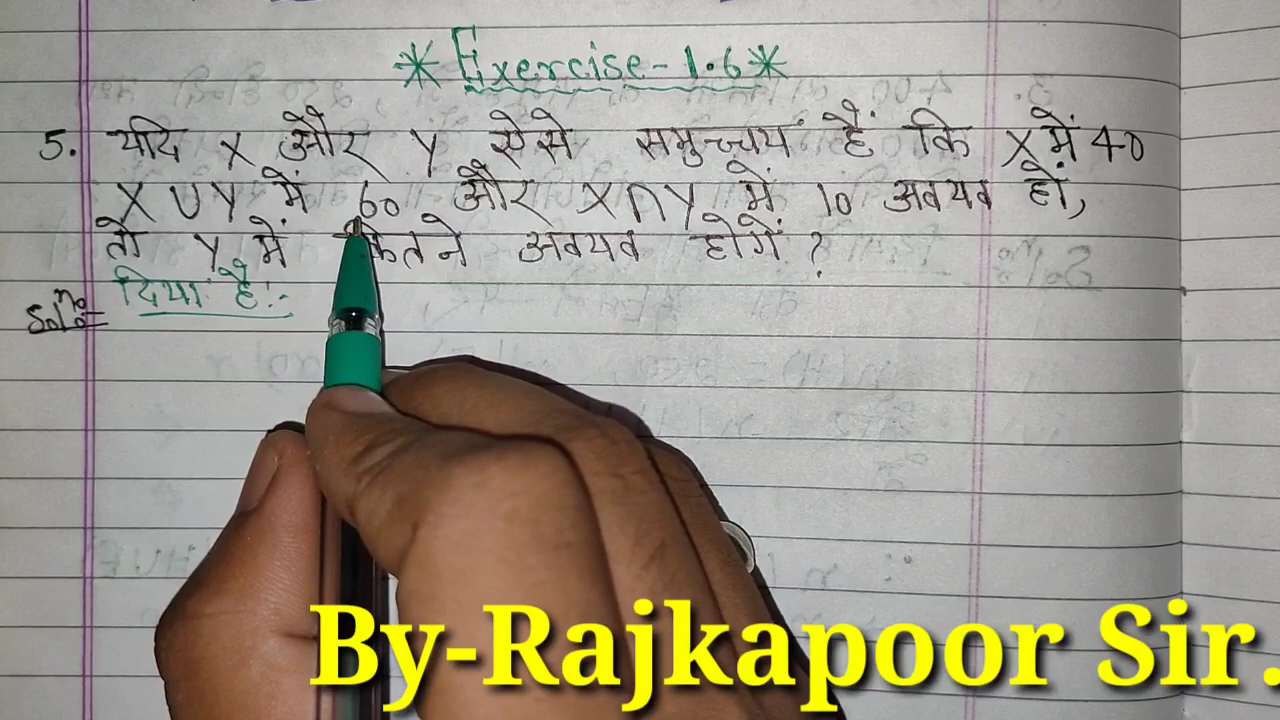 * Exercise-1.6 *
5. यदि X और Y ऐसे समुच्चय हैं कि X में 40
X∪Y में 60 और X∩Y में 10 अवयव हों,
तो Y में कितने अवयव होगें ?
दिया है:-
Solⁿ
By-Rajkapoor Sir.